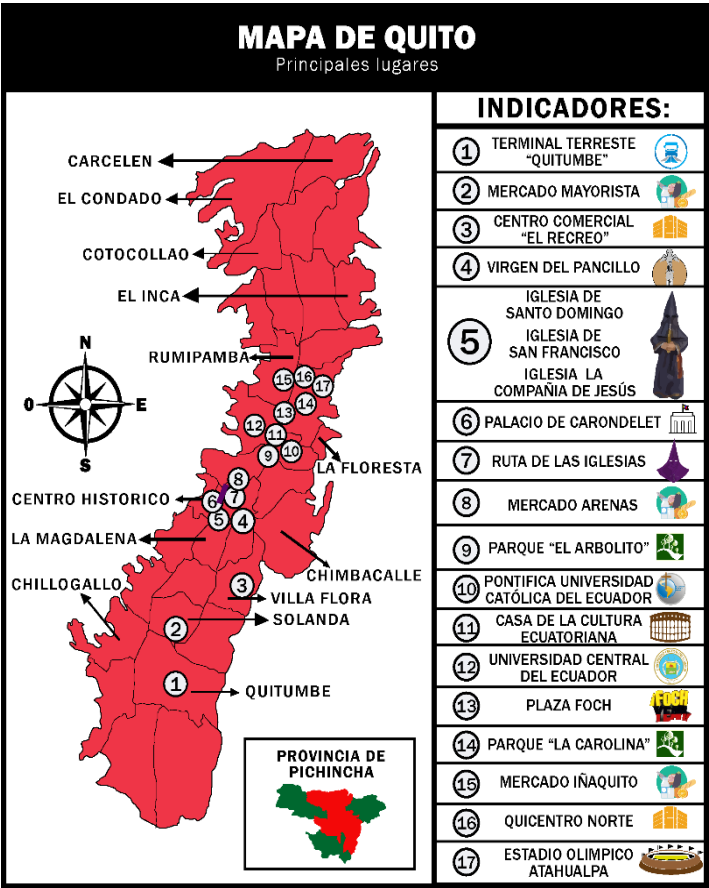 MAPA DE QUITO
Principales lugares
CARCELEN
EL CONDADO
COTOCOLLAO
EL INCA
RUMIPAMBA
N
O
E
S
15
16
17
14
13
12
11
9
10
LA FLORESTA
8
CENTRO HISTORICO
6
7
5
4
LA MAGDALENA
CHIMBACALLE
CHILLOGALLO
3
VILLA FLORA
SOLANDA
2
1
QUITUMBE
PROVINCIA DE
PICHINCHA
INDICADORES:
1 TERMINAL TERRESTE
“QUITUMBE”
2 MERCADO MAYORISTA
3 CENTRO COMERCIAL
“EL RECREO”
4 VIRGEN DEL PANCILLO
5 IGLESIA DE
SANTO DOMINGO
IGLESIA DE
SAN FRANCISCO
IGLESIA LA
COMPAÑIA DE JESÚS
6 PALACIO DE CARONDELET
7 RUTA DE LAS IGLESIAS
8 MERCADO ARENAS
9 PARQUE “EL ARBOLITO”
10 PONTIFICA UNIVERSIDAD
CATÓLICA DEL ECUADOR
11 CASA DE LA CULTURA
ECUATORIANA
12 UNIVERSIDAD CENTRAL
DEL ECUADOR
13 PLAZA FOCH
FOCH
14 PARQUE “LA CAROLINA”
15 MERCADO IÑAQUITO
16 QUICENTRO NORTE
17 ESTADIO OLIMPICO
ATAHUALPA